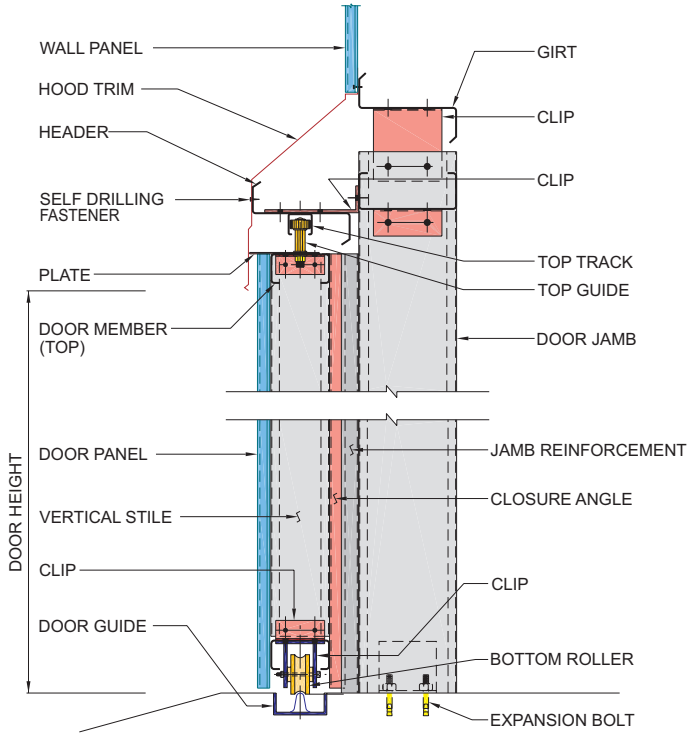 WALL PANEL
HOOD TRIM
HEADER
SELF DRILLING
FASTENER
PLATE
DOOR MEMBER
(TOP)
DOOR PANEL
VERTICAL STILE
CLIP
DOOR GUIDE
DOOR HEIGHT
GIRT
CLIP
CLIP
TOP TRACK
TOP GUIDE
DOOR JAMB
JAMB REINFORCEMENT
CLOSURE ANGLE
CLIP
BOTTOM ROLLER
EXPANSION BOLT